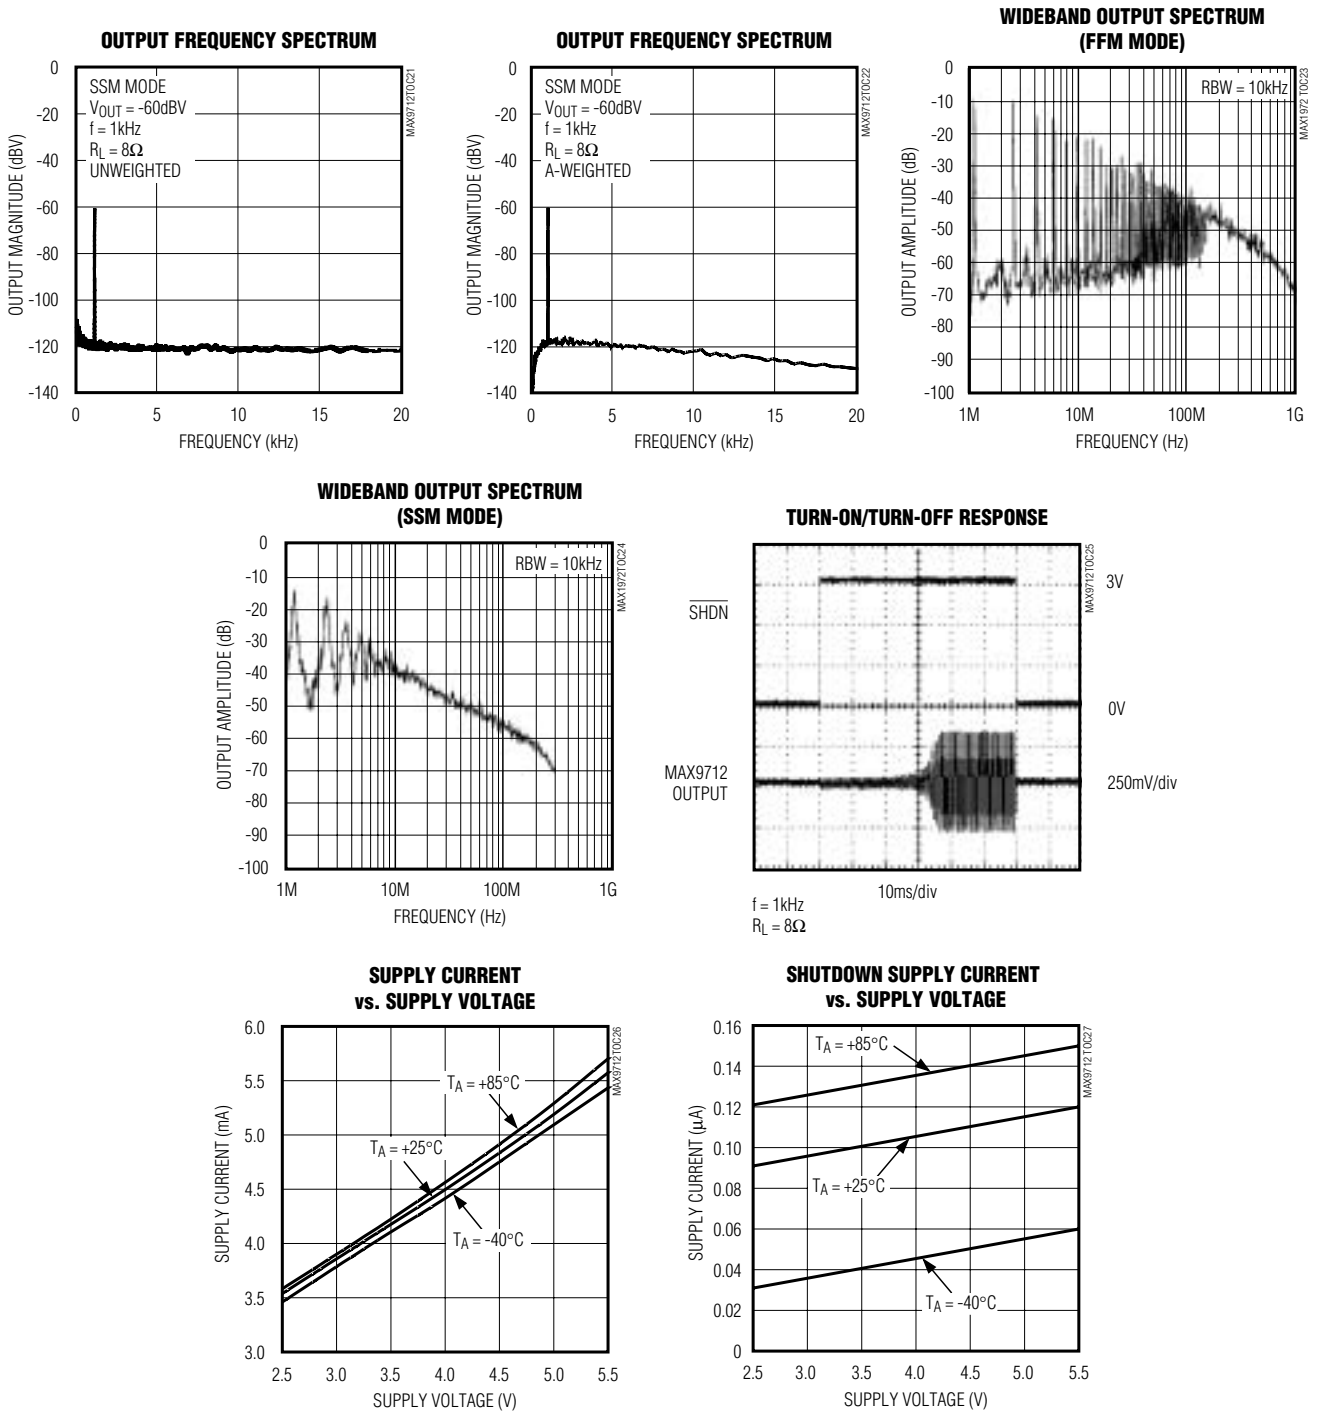 OUTPUT FREQUENCY SPECTRUM
0
-20
-40
-60
-80
-100
-120
-140
OUTPUT MAGNITUDE (dBV)
SSM MODE
VOUT = -60dBV
f = 1kHz
RL = 8Ω
UNWEIGHTED
MAX9712TOC21
0
5
10
15
20
FREQUENCY (kHz)
OUTPUT FREQUENCY SPECTRUM
0
-20
-40
-60
-80
-100
-120
-140
OUTPUT MAGNITUDE (dBV)
SSM MODE
VOUT = -60dBV
f = 1kHz
RL = 8Ω
A-WEIGHTED
MAX9712TOC22
0
5
10
15
20
FREQUENCY (kHz)
WIDEBAND OUTPUT SPECTRUM
(FFM MODE)
0
-10
-20
-30
-40
-50
-60
-70
-80
-90
-100
OUTPUT AMPLITUDE (dB)
RBW = 10kHz
MAX1972 TOC23
1M
10M
100M
1G
FREQUENCY (Hz)
WIDEBAND OUTPUT SPECTRUM
(SSM MODE)
0
-10
-20
-30
-40
-50
-60
-70
-80
-90
-100
OUTPUT AMPLITUDE (dB)
RBW = 10kHz
MAX1972TOC24
1M
10M
100M
1G
FREQUENCY (Hz)
TURN-ON/TURN-OFF RESPONSE
MAX9712TOC25
SHDN
3V
0V
MAX9712
OUTPUT
250mV/div
10ms/div
f = 1kHz
RL = 8Ω
SUPPLY CURRENT
vs. SUPPLY VOLTAGE
6.0
5.5
5.0
4.5
4.0
3.5
3.0
SUPPLY CURRENT (mA)
TA = +85°C
TA = +25°C
TA = -40°C
MAX9712 TOC26
2.5
3.0
3.5
4.0
4.5
5.0
5.5
SUPPLY VOLTAGE (V)
SHUTDOWN SUPPLY CURRENT
vs. SUPPLY VOLTAGE
0.16
0.14
0.12
0.10
0.08
0.06
0.04
0.02
0
SUPPLY CURRENT (μA)
TA = +85°C
TA = +25°C
TA = -40°C
MAX9712 TOC27
2.5
3.0
3.5
4.0
4.5
5.0
5.5
SUPPLY VOLTAGE (V)